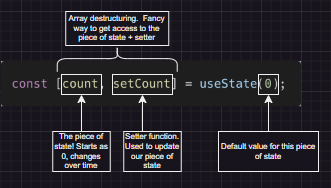 Array destructuring. Fancy
way to get access to the
piece of state + setter
const [count, setCount] = useState(0);
The piece of
state! Starts as
0, changes
over time
Setter function.
Used to update
our piece of
state
Default value for this piece
of state